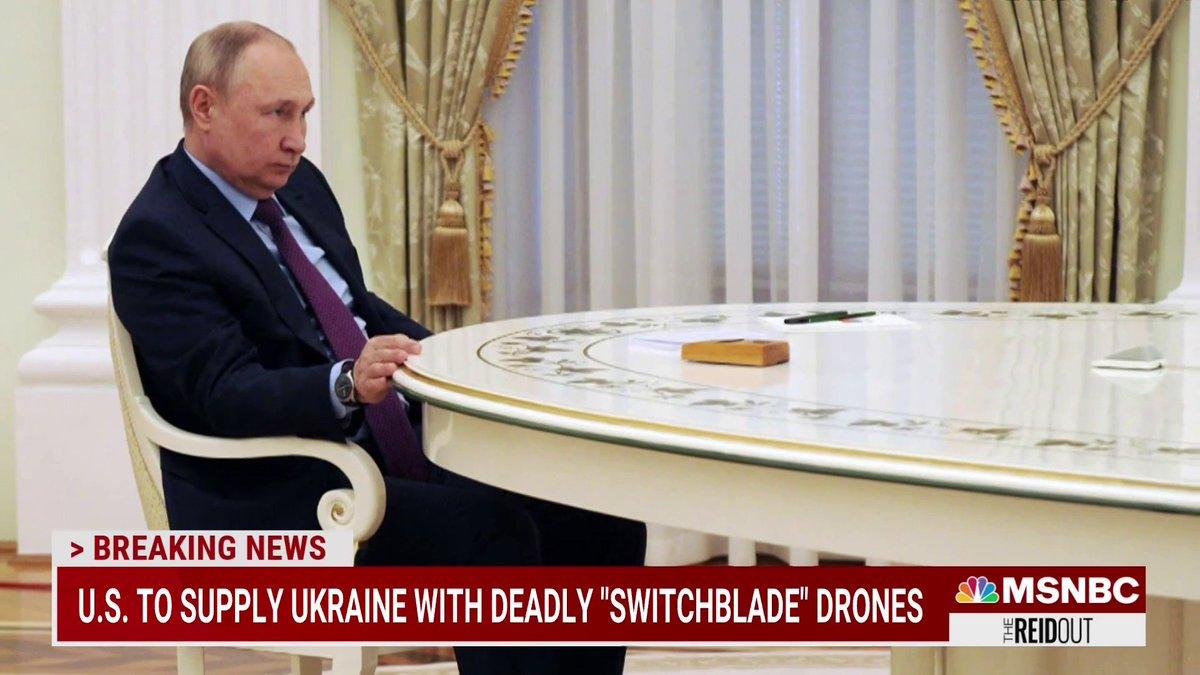 > BREAKING NEWS
U.S. TO SUPPLY UKRAINE WITH DEADLY "SWITCHBLADE" DRONES
MSNBC
THE REIDOUT